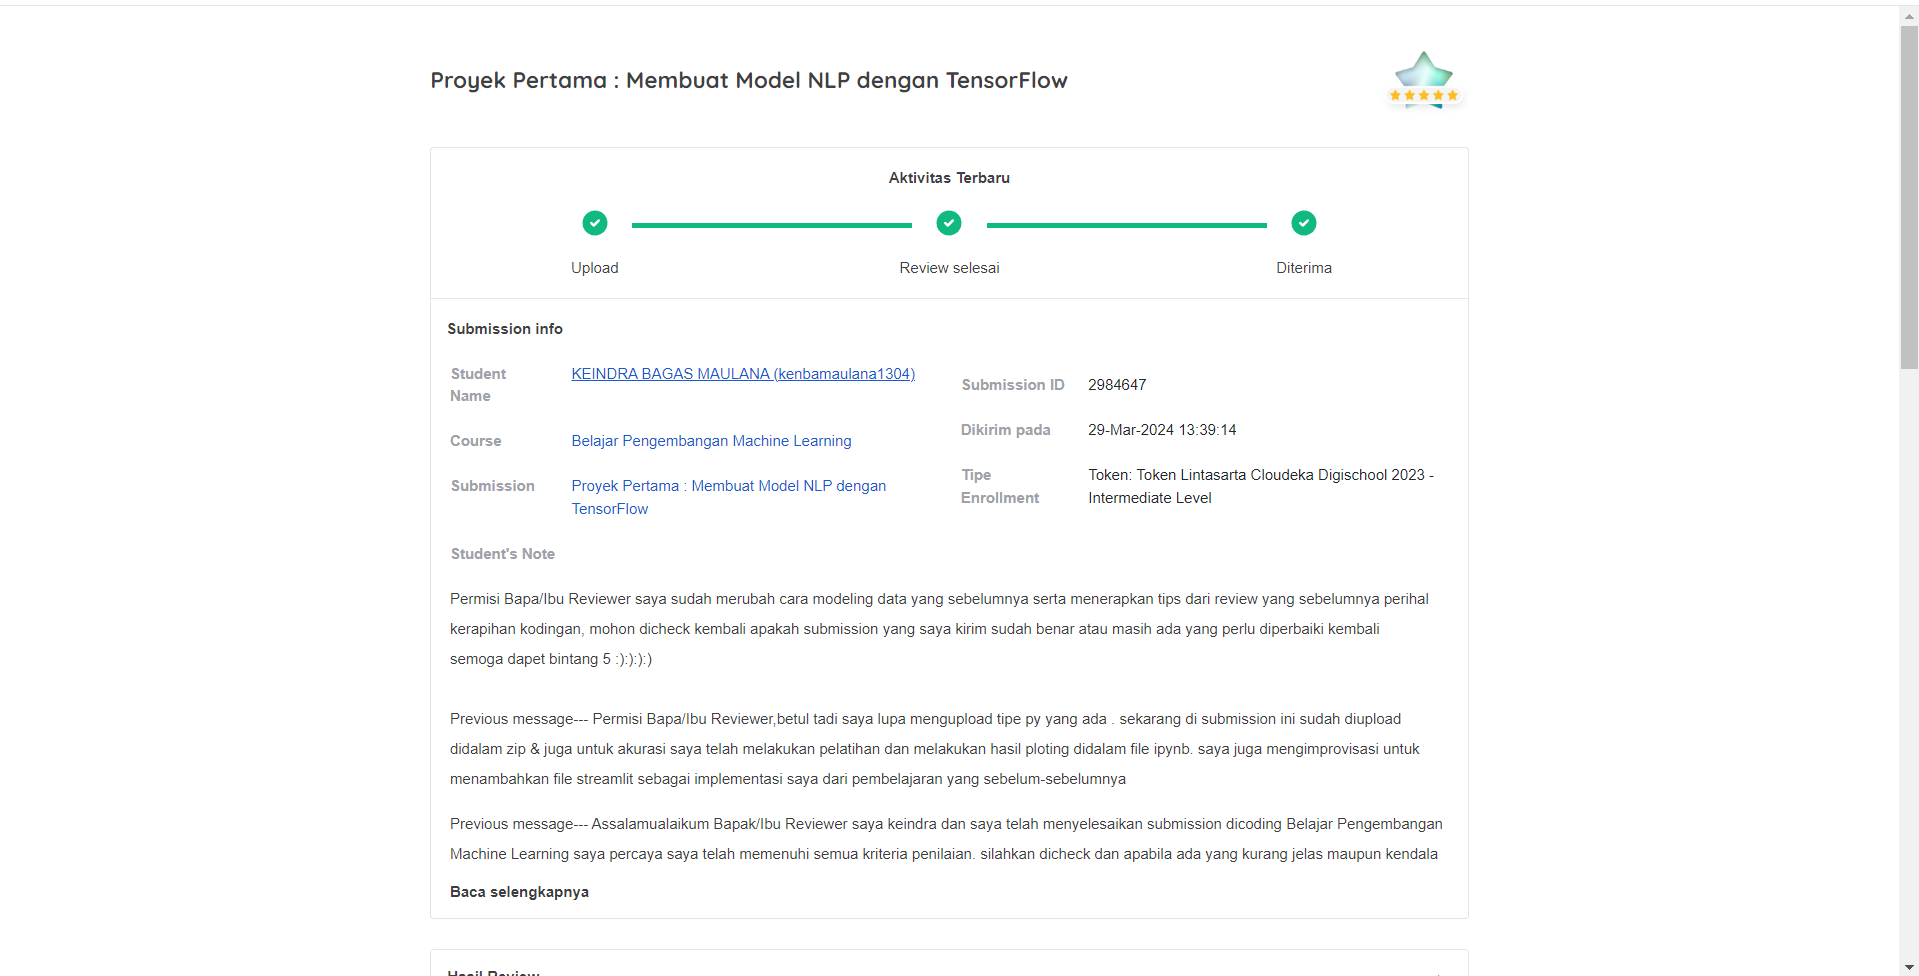 Proyek Pertama : Membuat Model NLP dengan TensorFlow
Aktivitas Terbaru
Upload
Review selesai
Diterima
Submission info
Student Name
KEINDRA BAGAS MAULANA (kenbamaulana1304)
Course
Belajar Pengembangan Machine Learning
Submission
Proyek Pertama : Membuat Model NLP dengan
TensorFlow
Submission ID
2984647
Dikirim pada
29-Mar-2024 13:39:14
Tipe
Enrollment
Token: Token Lintasarta Cloudeka Digischool 2023 -
Intermediate Level
Student's Note
Permisi Bapa/Ibu Reviewer saya sudah merubah cara modeling data yang sebelumnya serta menerapkan tips dari review yang sebelumnya perihal
kerapihan kodingan, mohon dicheck kembali apakah submission yang saya kirim sudah benar atau masih ada yang perlu diperbaiki kembali
semoga dapet bintang 5 :):):):)
Previous message--- Permisi Bapa/Ibu Reviewer,betul tadi saya lupa mengupload tipe py yang ada . sekarang di submission ini sudah diupload
didalam zip & juga untuk akurasi saya telah melakukan pelatihan dan melakukan hasil ploting didalam file ipynb. saya juga mengimprovisasi untuk
menambahkan file streamlit sebagai implementasi saya dari pembelajaran yang sebelum-sebelumnya
Previous message--- Assalamualaikum Bapak/Ibu Reviewer saya keindra dan saya telah menyelesaikan submission dicoding Belajar Pengembangan
Machine Learning saya percaya saya telah memenuhi semua kriteria penilaian. silahkan dicheck dan apabila ada yang kurang jelas maupun kendala
Baca selengkapnya
Hasil Review